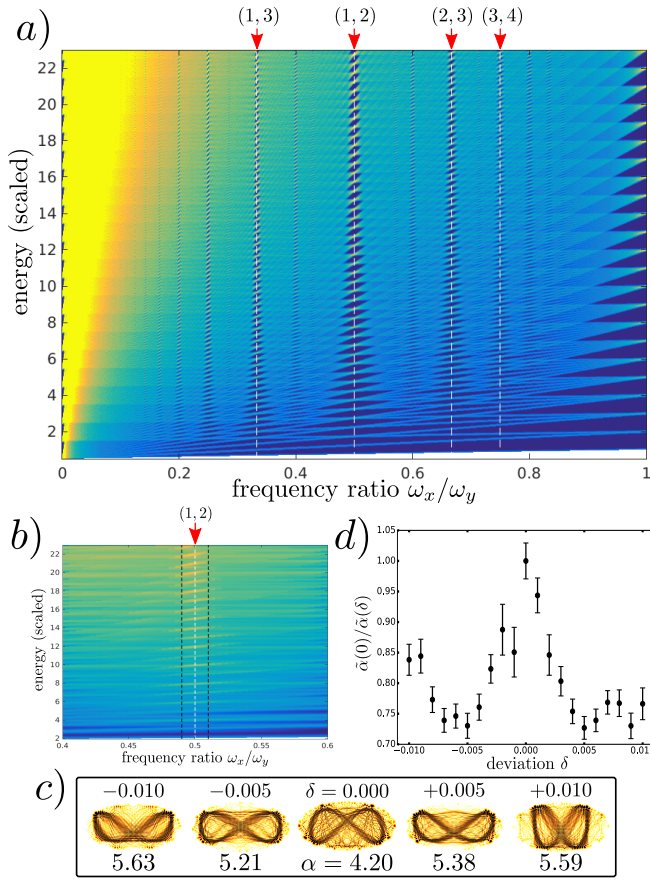 a)
(1, 3) (1, 2) (2, 3) (3, 4)
energy (scaled)
22
20
18
16
14
12
10
8
6
4
2
0 0.2 0.4 0.6 0.8 1
frequency ratio ωx/ωy
b)
(1, 2)
energy (scaled)
22
20
18
16
14
12
10
8
6
4
2
0.4 0.45 0.5 0.55 0.6
frequency ratio ωx/ωy
d)
α̃(0)/α̃(δ)
1.05
1.00
0.95
0.90
0.85
0.80
0.75
0.70
−0.010 −0.005 0.000 0.005 0.010
deviation δ
c)
−0.010 −0.005 δ = 0.000 +0.005 +0.010
5.63 5.21 α = 4.20 5.38 5.59